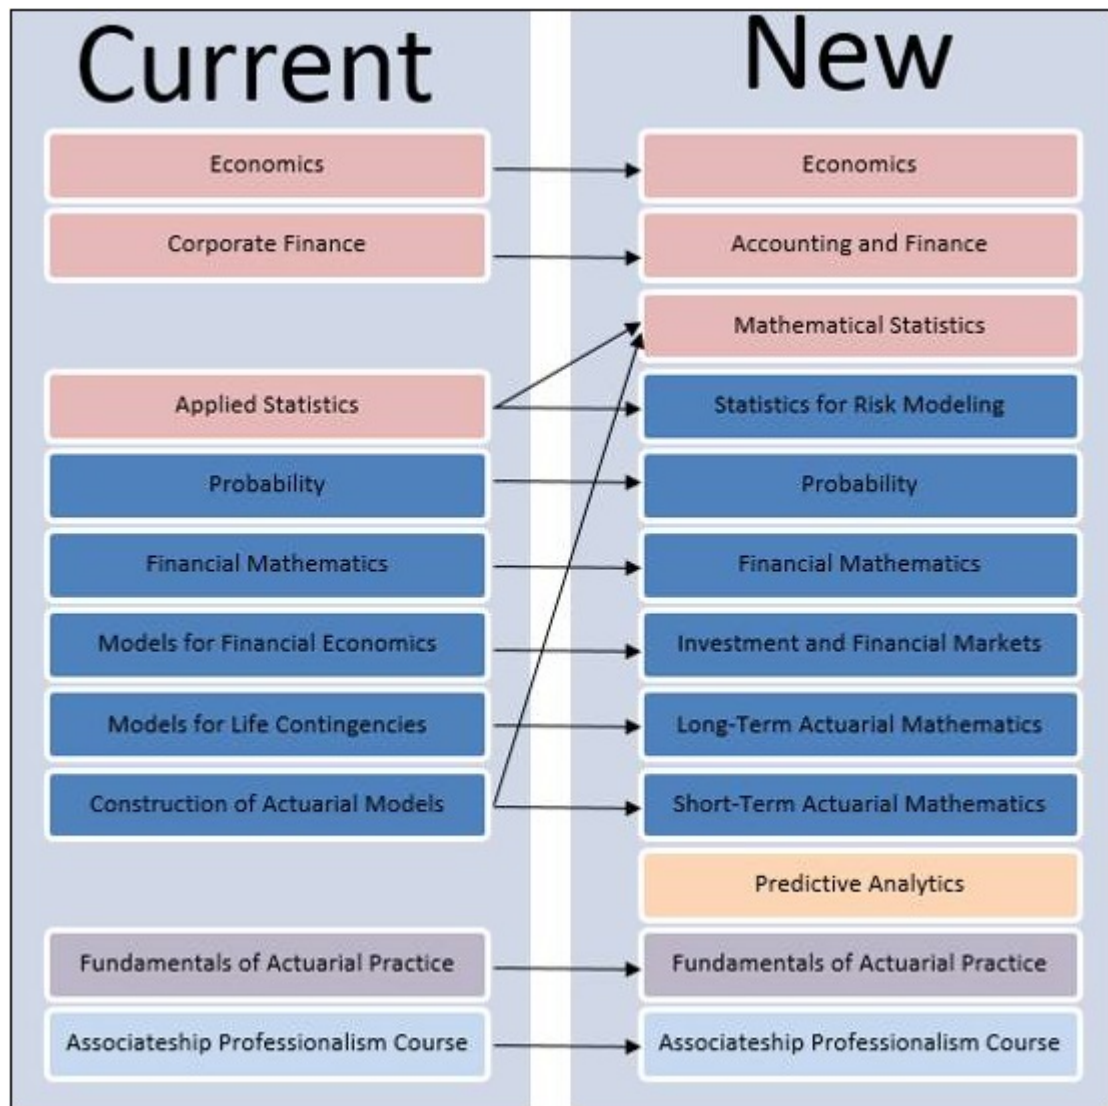 Current
Economics
Corporate Finance
Applied Statistics
Probability
Financial Mathematics
Models for Financial Economics
Models for Life Contingencies
Construction of Actuarial Models
Fundamentals of Actuarial Practice
Associateship Professionalism Course
New
Economics
Accounting and Finance
Mathematical Statistics
Statistics for Risk Modeling
Probability
Financial Mathematics
Investment and Financial Markets
Long-Term Actuarial Mathematics
Short-Term Actuarial Mathematics
Predictive Analytics
Fundamentals of Actuarial Practice
Associateship Professionalism Course